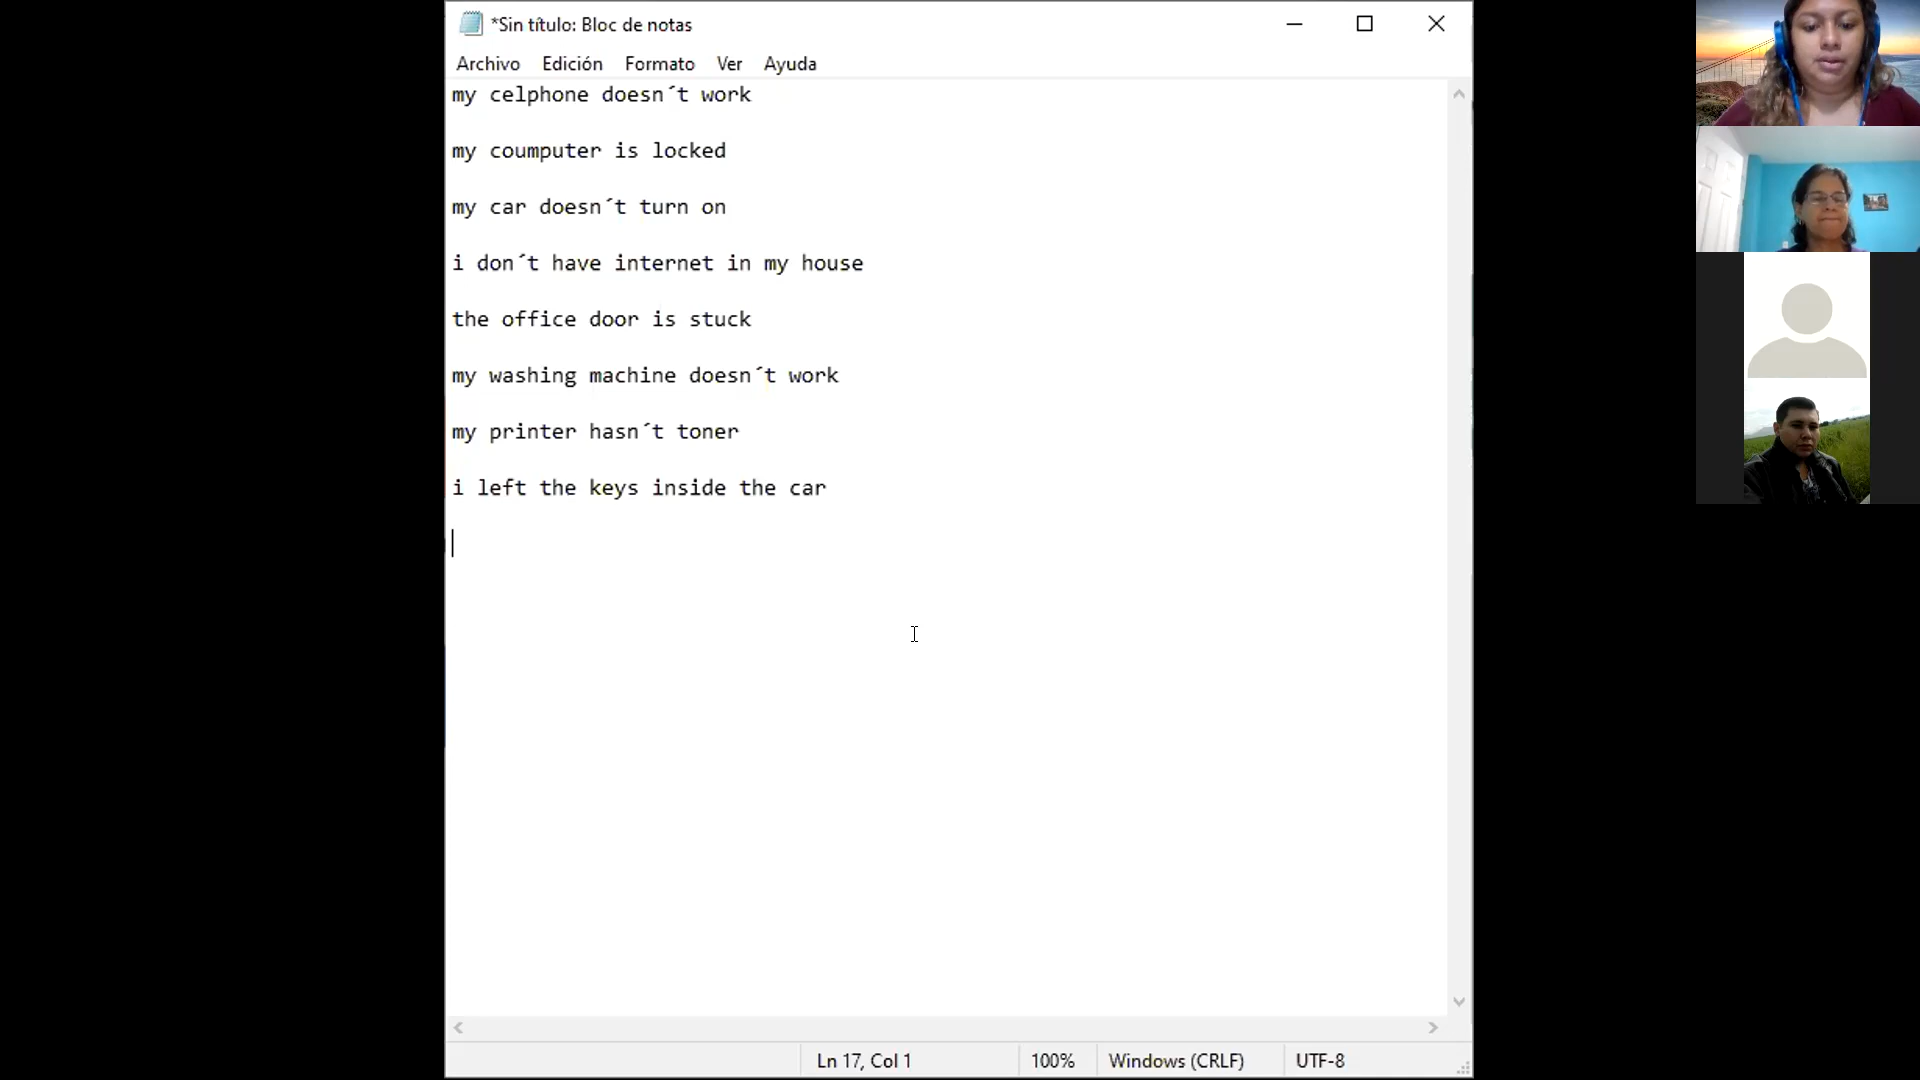 *Sin título: Bloc de notas
Archivo Edición Formato Ver Ayuda
my celphone doesn´t work
my coumputer is locked
my car doesn´t turn on
i don´t have internet in my house
the office door is stuck
my washing machine doesn´t work
my printer hasn´t toner
i left the keys inside the car
Ln 17, Col 1 100% Windows (CRLF) UTF-8